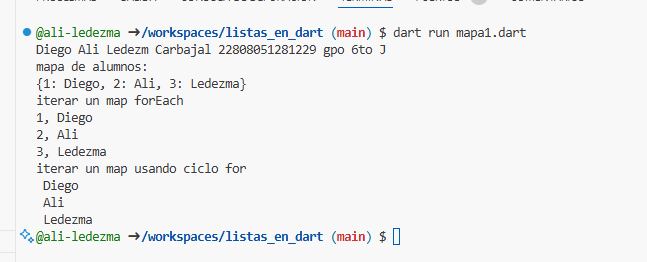 @ali-ledezma ➜/workspaces/listas_en_dart (main) $ dart run mapa1.dart
Diego Ali Ledezm Carbajal 22808051281229 gpo 6to J
mapa de alumnos:
{1: Diego, 2: Ali, 3: Ledezma}
iterar un map forEach
1, Diego
2, Ali
3, Ledezma
iterar un map usando ciclo for
 Diego
 Ali
 Ledezma
@ali-ledezma ➜/workspaces/listas_en_dart (main) $